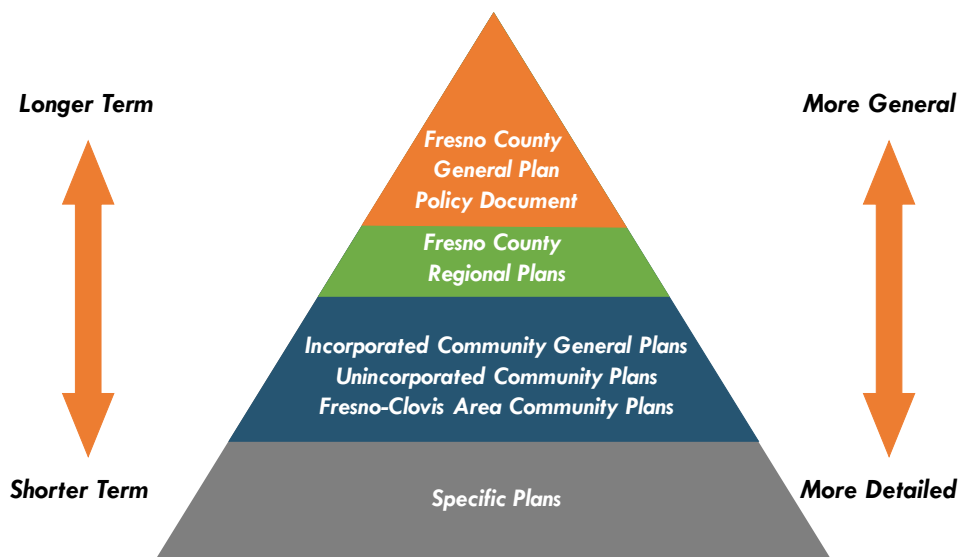 Longer Term
More General
Fresno County
General Plan
Policy Document
Fresno County
Regional Plans
Incorporated Community General Plans
Unincorporated Community Plans
Fresno-Clovis Area Community Plans
Shorter Term
Specific Plans
More Detailed